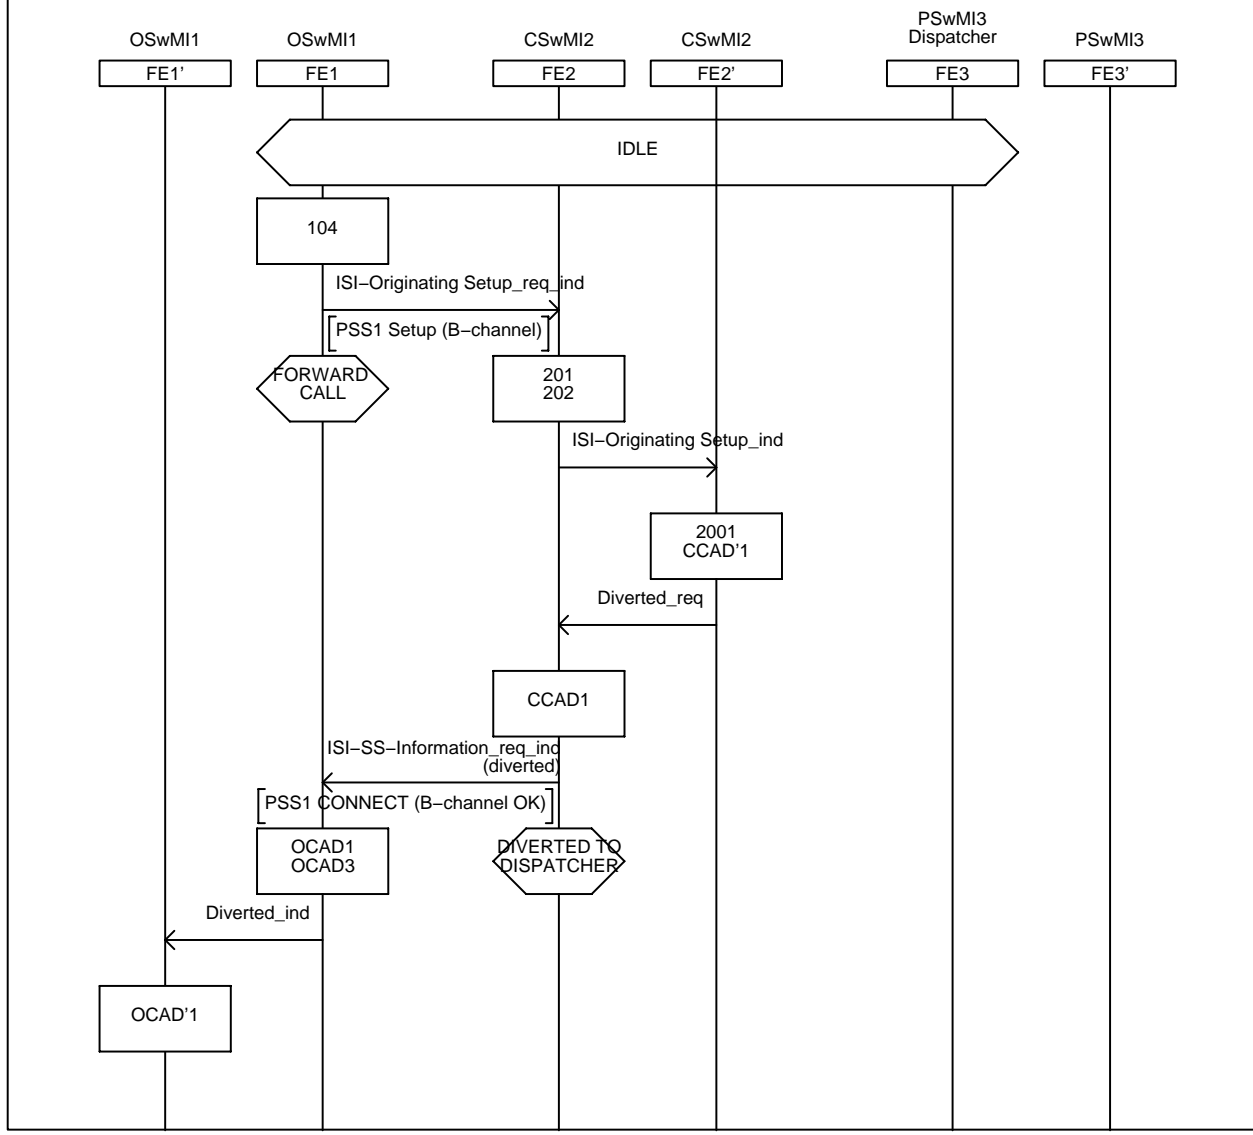 PSwMI3
Dispatcher
OSwMI1
OSwMI1
CSwMI2
CSwMI2
PSwMI3
FE1’
FE1
FE2
FE2’
FE3
FE3’
IDLE
104
ISI−Originating Setup_req_ind
PSS1 Setup (B−channel)
FORWARD
CALL
201
202
ISI−Originating Setup_ind
2001
CCAD’1
Diverted_req
CCAD1
ISI−SS−Information_req_ind
(diverted)
PSS1 CONNECT (B−channel OK)
OCAD1
OCAD3
DIVERTED TO
DISPATCHER
Diverted_ind
OCAD’1